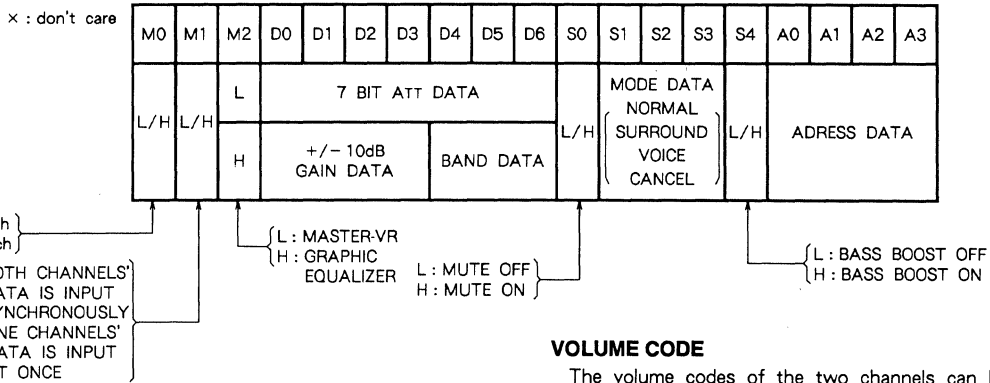 × : don't care
M0 M1 M2 D0 D1 D2 D3 D4 D5 D6 S0 S1 S2 S3 S4 A0 A1 A2 A3
L/H
L/H
L
7 BIT ATT DATA
H
+/- 10dB
GAIN DATA
BAND DATA
L/H
MODE DATA
NORMAL
SURROUND
VOICE
CANCEL
L/H
ADRESS DATA
L : MASTER-VR
H : GRAPHIC
EQUALIZER
L : MUTE OFF
H : MUTE ON
L : BASS BOOST OFF
H : BASS BOOST ON
CHANNELS'
DATA IS INPUT
CHANNELS'
DATA IS INPUT
ONCE
VOLUME CODE
The volume codes of the two channels can